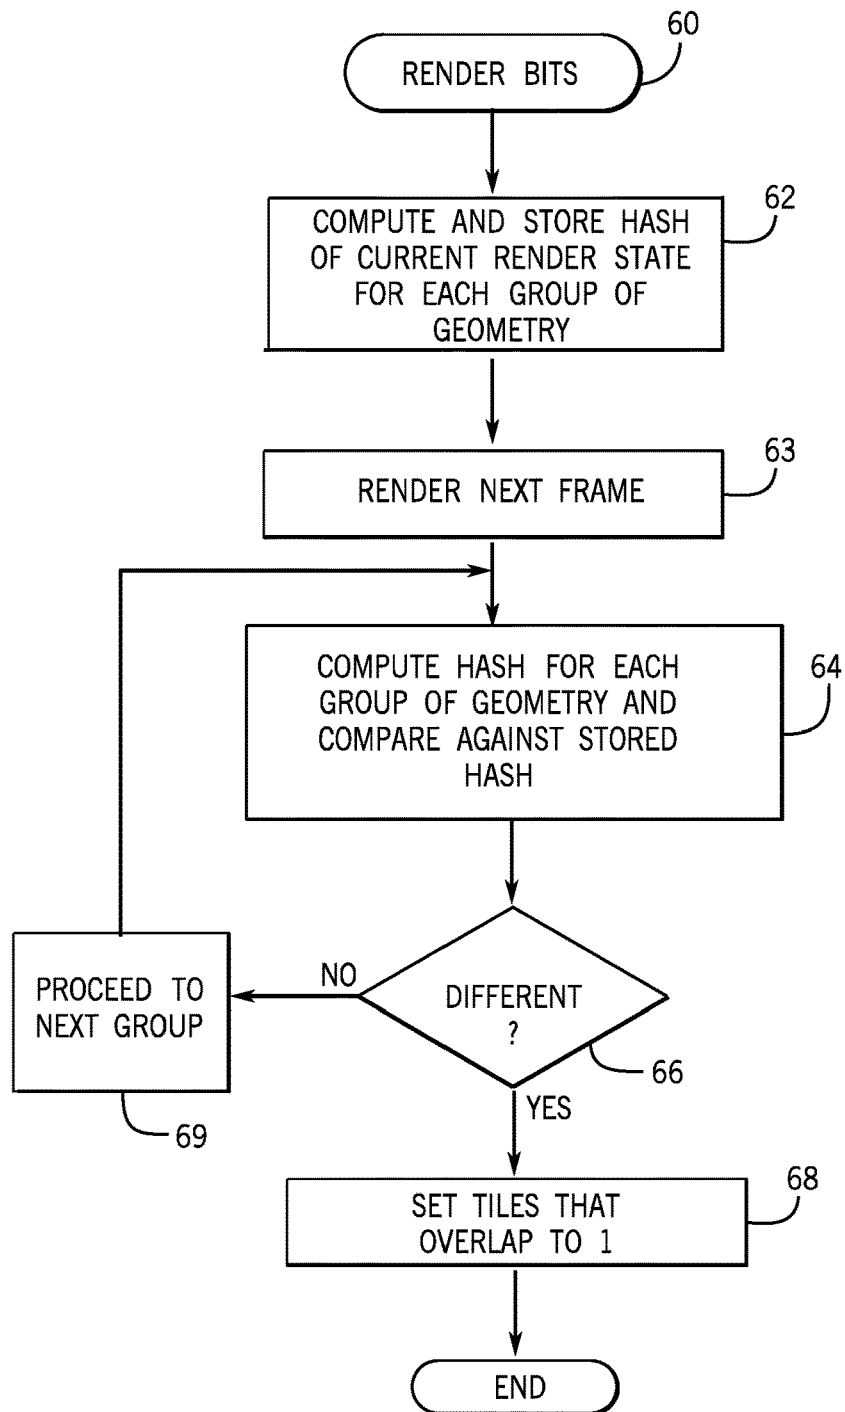 60
RENDER BITS
62
COMPUTE AND STORE HASH
OF CURRENT RENDER STATE
FOR EACH GROUP OF
GEOMETRY
63
RENDER NEXT FRAME
64
COMPUTE HASH FOR EACH
GROUP OF GEOMETRY AND
COMPARE AGAINST STORED
HASH
DIFFERENT
?
66
NO
PROCEED TO
NEXT GROUP
69
YES
68
SET TILES THAT
OVERLAP TO 1
END